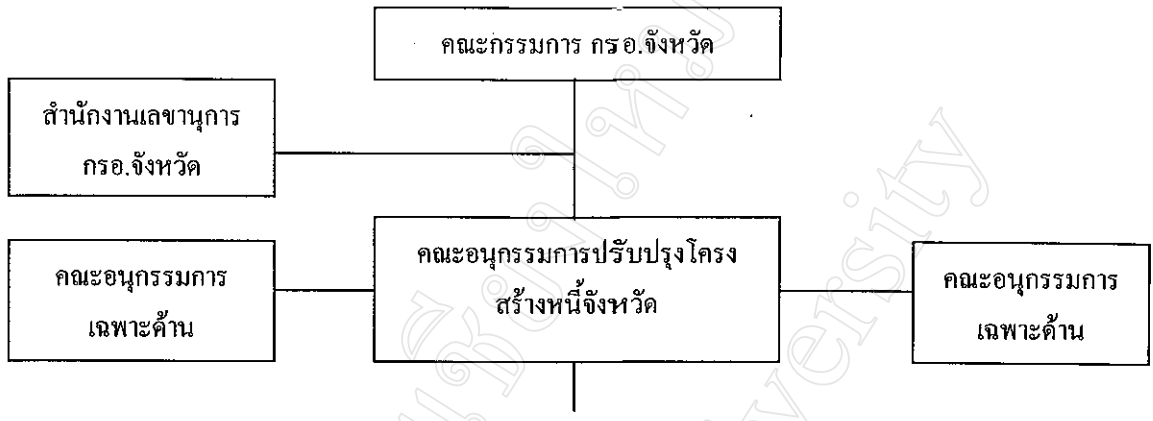 คณะกรรมการ กรอ.จังหวัด
สำนักงานเลขานุการ
กรอ.จังหวัด
คณะอนุกรรมการ
เฉพาะด้าน
คณะอนุกรรมการปรับปรุงโครง
สร้างหนี้จังหวัด
คณะอนุกรรมการ
เฉพาะด้าน
University